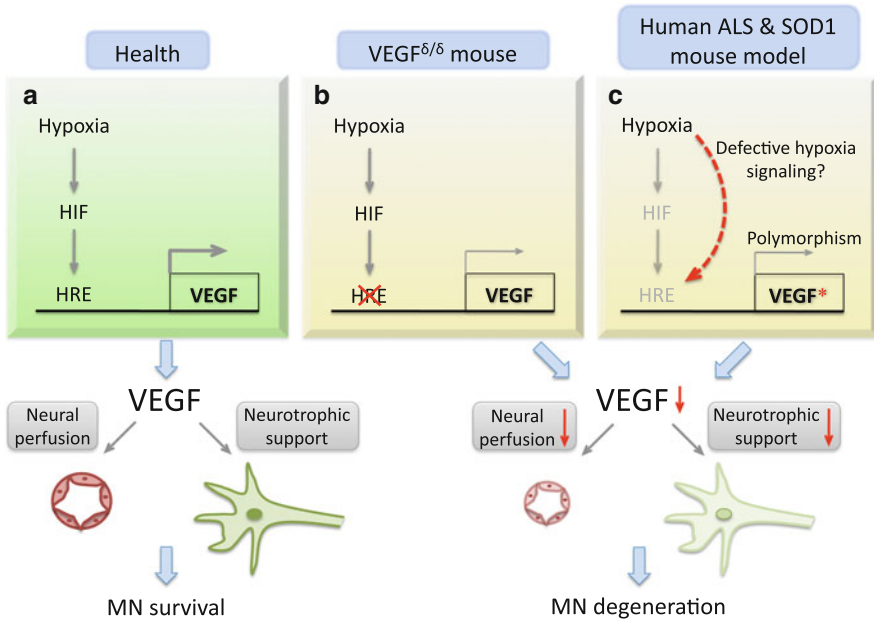 Health
VEGFδ/δ mouse
Human ALS & SOD1
mouse model
a
Hypoxia
HIF
HRE
VEGF
b
Hypoxia
HIF
HRE
VEGF
c
Hypoxia
Defective hypoxia
signaling?
HIF
Polymorphism
HRE
VEGF*
VEGF
Neural
perfusion
Neurotrophic
support
MN survival
VEGF
Neural
perfusion
Neurotrophic
support
MN degeneration